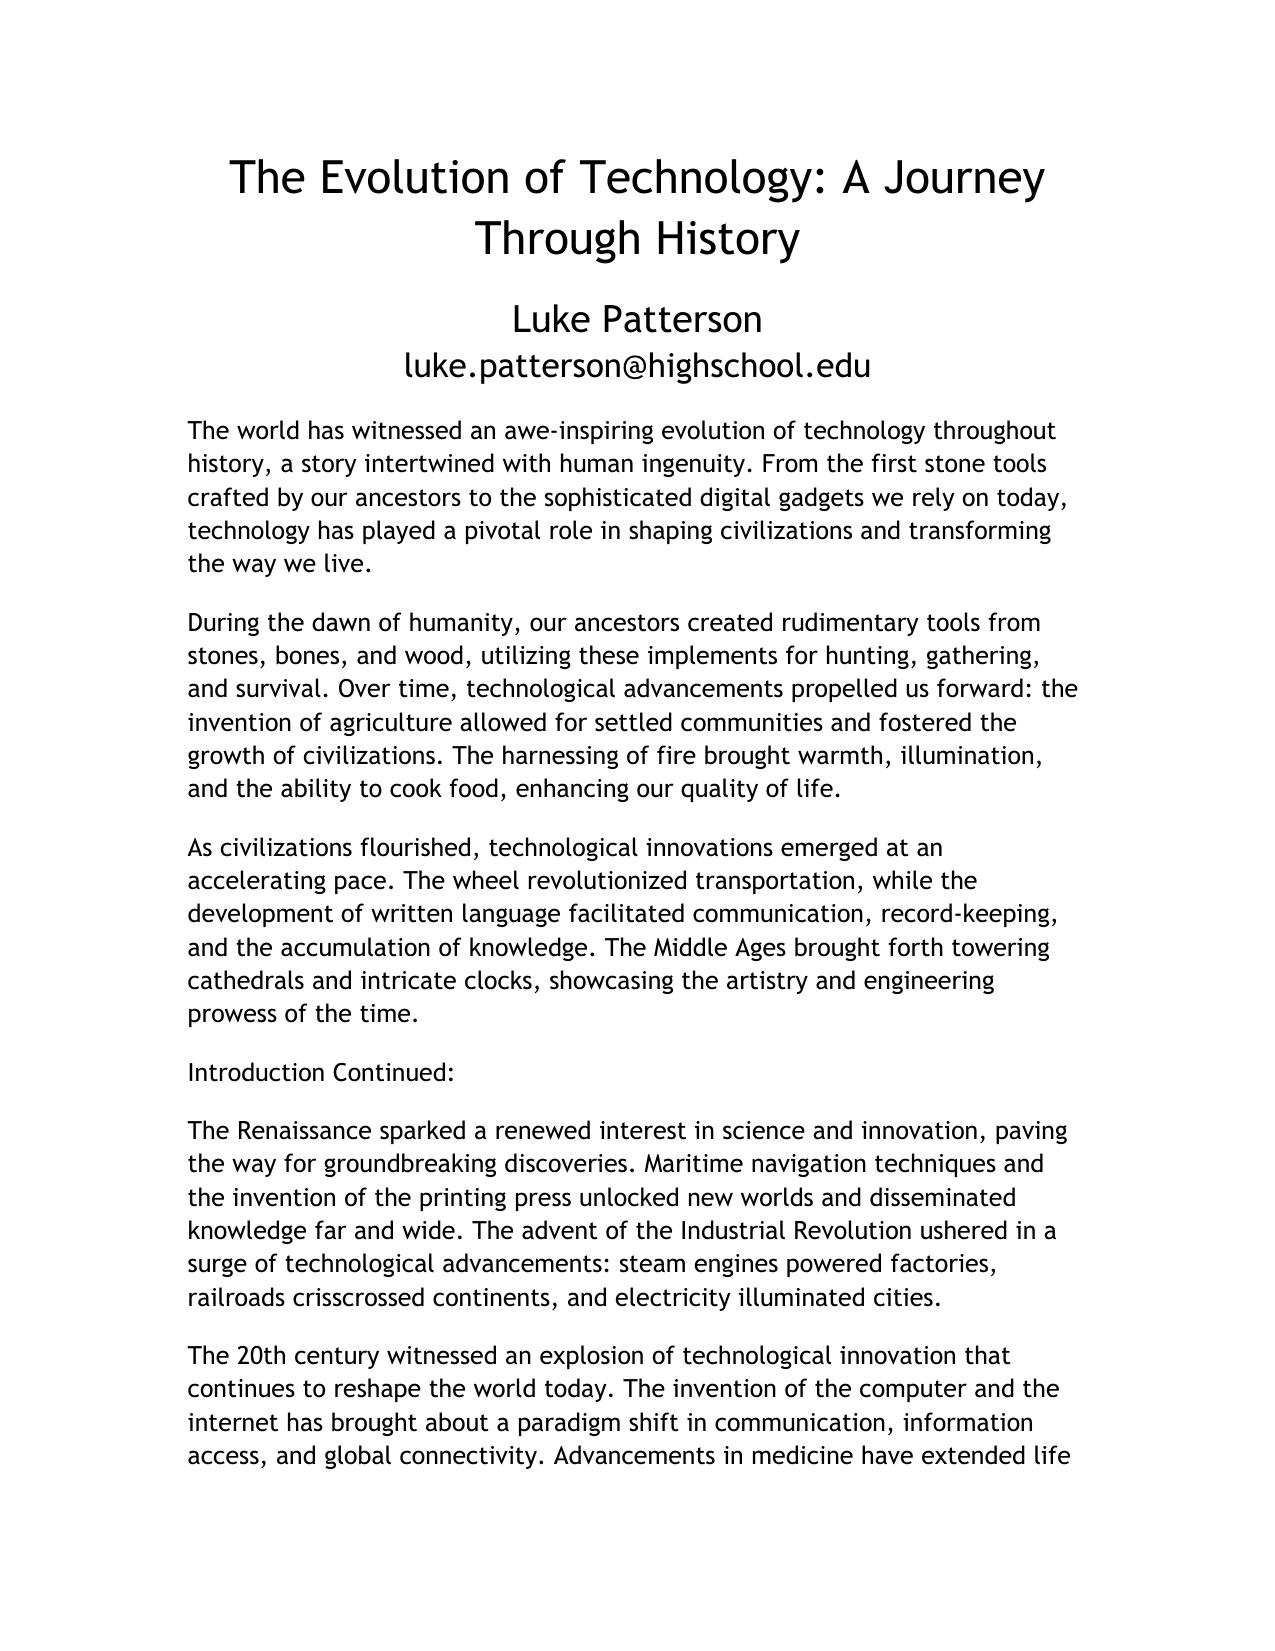 The Evolution of Technology: A Journey
Through History
Luke Patterson
luke.patterson@highschool.edu
The world has witnessed an awe-inspiring evolution of technology throughout
history, a story intertwined with human ingenuity. From the first stone tools
crafted by our ancestors to the sophisticated digital gadgets we rely on today,
technology has played a pivotal role in shaping civilizations and transforming
the way we live.
During the dawn of humanity, our ancestors created rudimentary tools from
stones, bones, and wood, utilizing these implements for hunting, gathering,
and survival. Over time, technological advancements propelled us forward: the
invention of agriculture allowed for settled communities and fostered the
growth of civilizations. The harnessing of fire brought warmth, illumination,
and the ability to cook food, enhancing our quality of life.
As civilizations flourished, technological innovations emerged at an
accelerating pace. The wheel revolutionized transportation, while the
development of written language facilitated communication, record-keeping,
and the accumulation of knowledge. The Middle Ages brought forth towering
cathedrals and intricate clocks, showcasing the artistry and engineering
prowess of the time.
Introduction Continued:
The Renaissance sparked a renewed interest in science and innovation, paving
the way for groundbreaking discoveries. Maritime navigation techniques and
the invention of the printing press unlocked new worlds and disseminated
knowledge far and wide. The advent of the Industrial Revolution ushered in a
surge of technological advancements: steam engines powered factories,
railroads crisscrossed continents, and electricity illuminated cities.
The 20th century witnessed an explosion of technological innovation that
continues to reshape the world today. The invention of the computer and the
internet has brought about a paradigm shift in communication, information
access, and global connectivity. Advancements in medicine have extended life